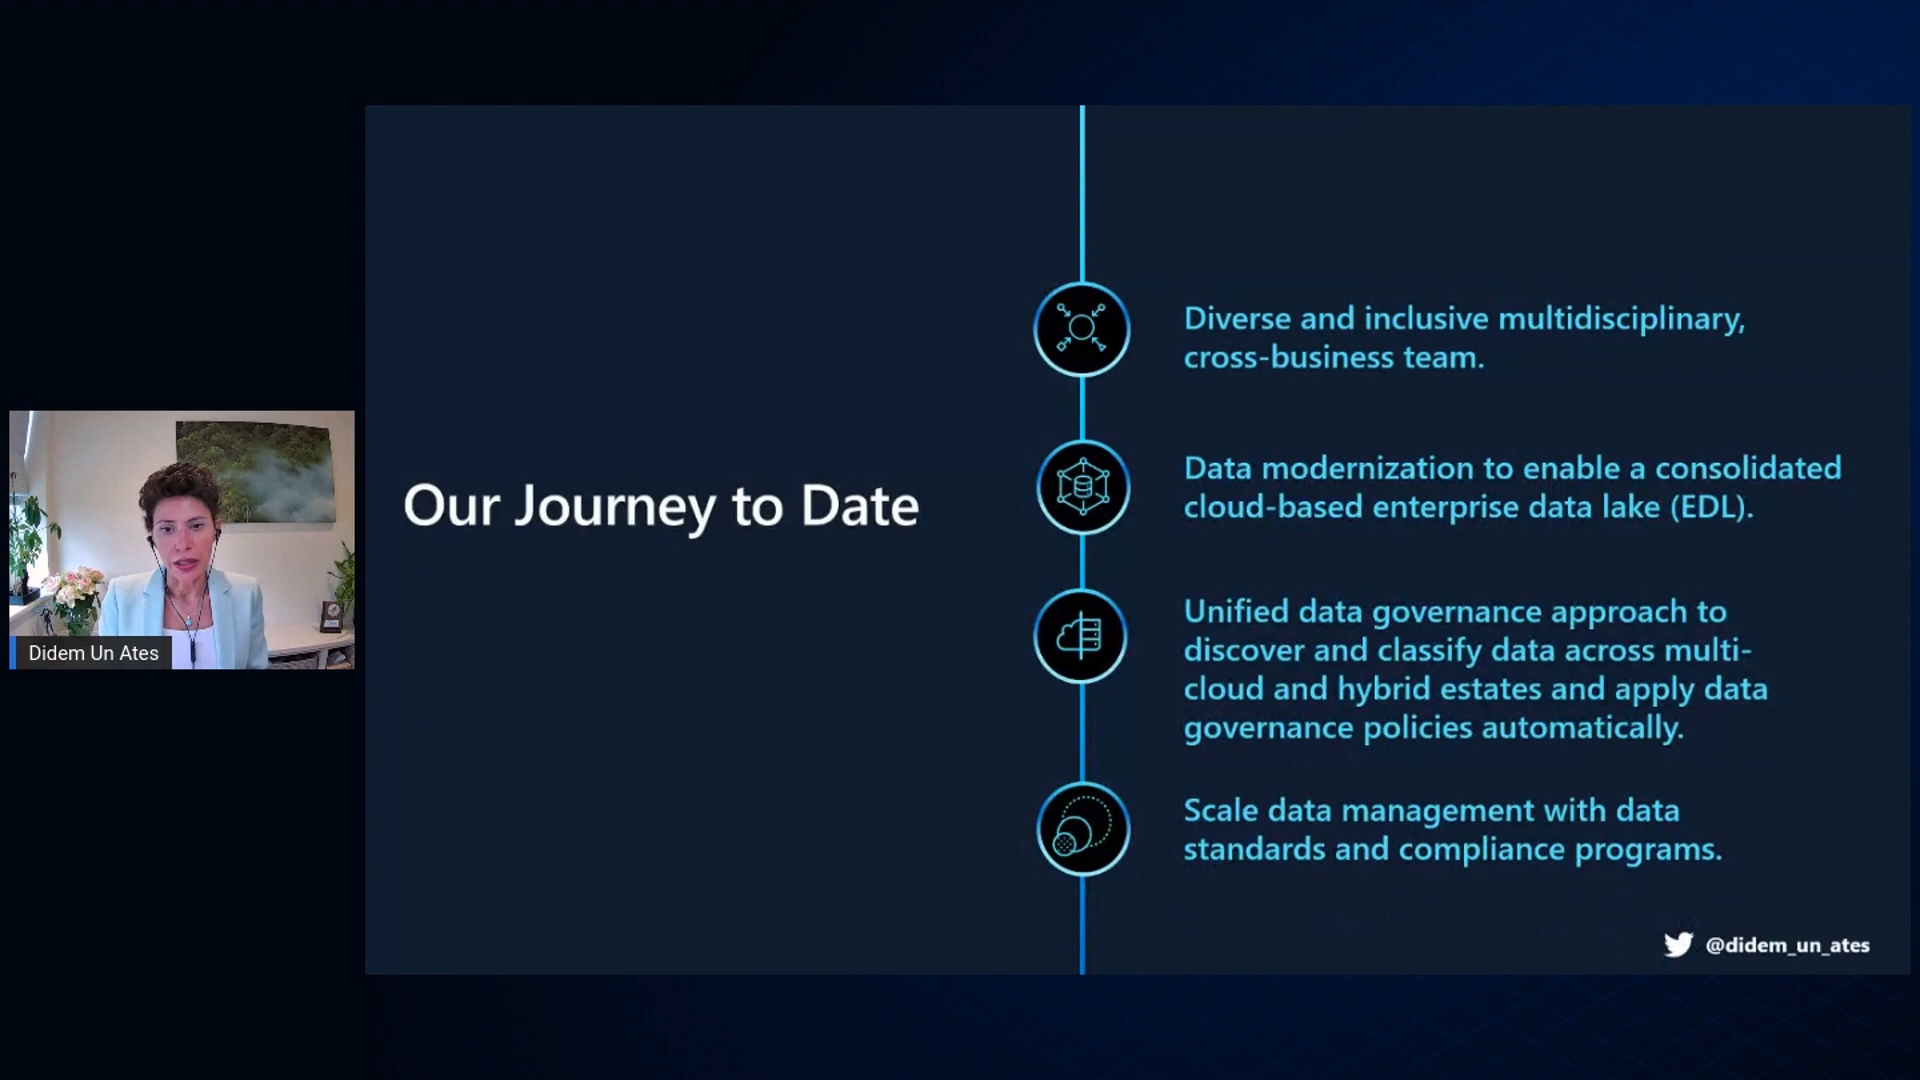 Our Journey to Date
Diverse and inclusive multidisciplinary,
cross-business team.
Data modernization to enable a consolidated
cloud-based enterprise data lake (EDL).
Unified data governance approach to
discover and classify data across multi-
cloud and hybrid estates and apply data
governance policies automatically.
Scale data management with data
standards and compliance programs.
@didem_un_ates
Didem Un Ates